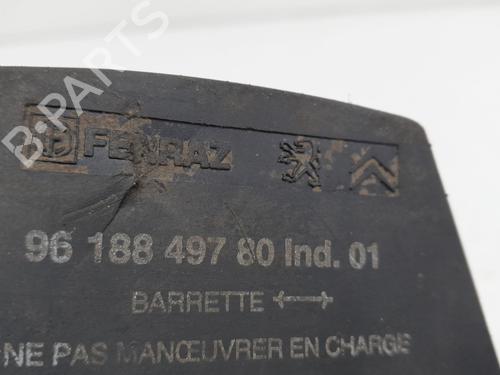 B-PARTS
FENRAZ
96 188 497 80 Ind. 01
BARRETTE
NE PAS MANŒUVRER EN CHARGE